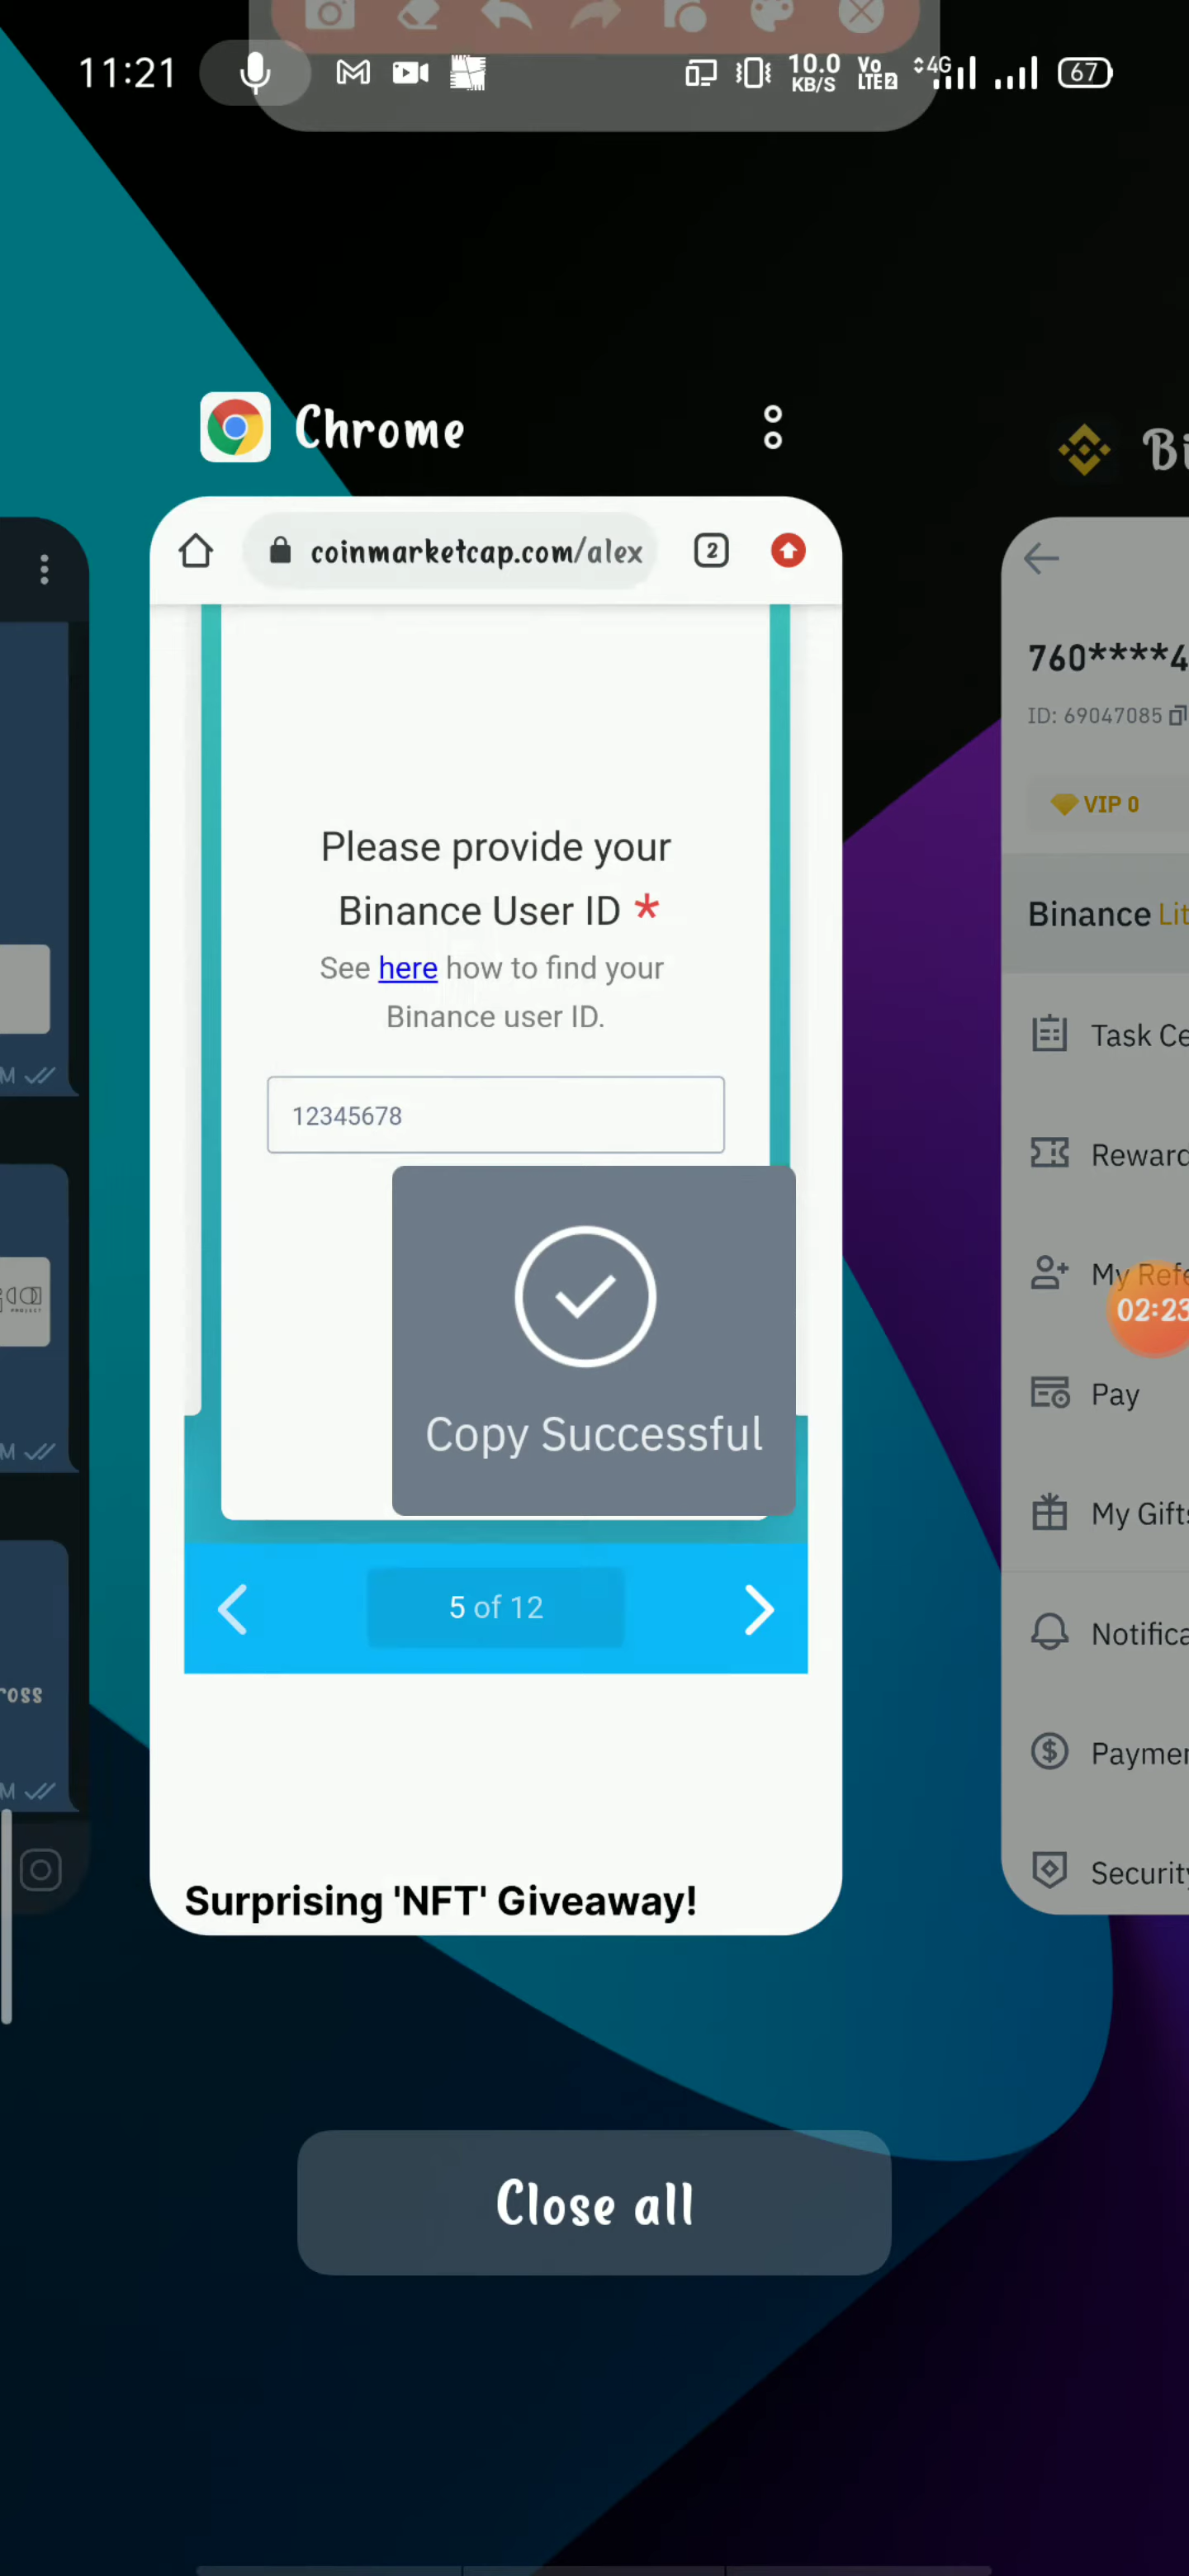 11:21
10.0
KB/S
Vo
LTE2
4G
67
Chrome
Bi
coinmarketcap.com/alex
2
760****4
ID: 69047085
VIP 0
Please provide your
Binance User ID *
See here how to find your
Binance user ID.
Binance Lit
Task Ce
12345678
M
Reward
Copy Successful
My Refe
02:23
Pay
PROJECT
M
My Gifts
5 of 12
Notifica
ross
Paymen
M
Security
Surprising 'NFT' Giveaway!
Close all